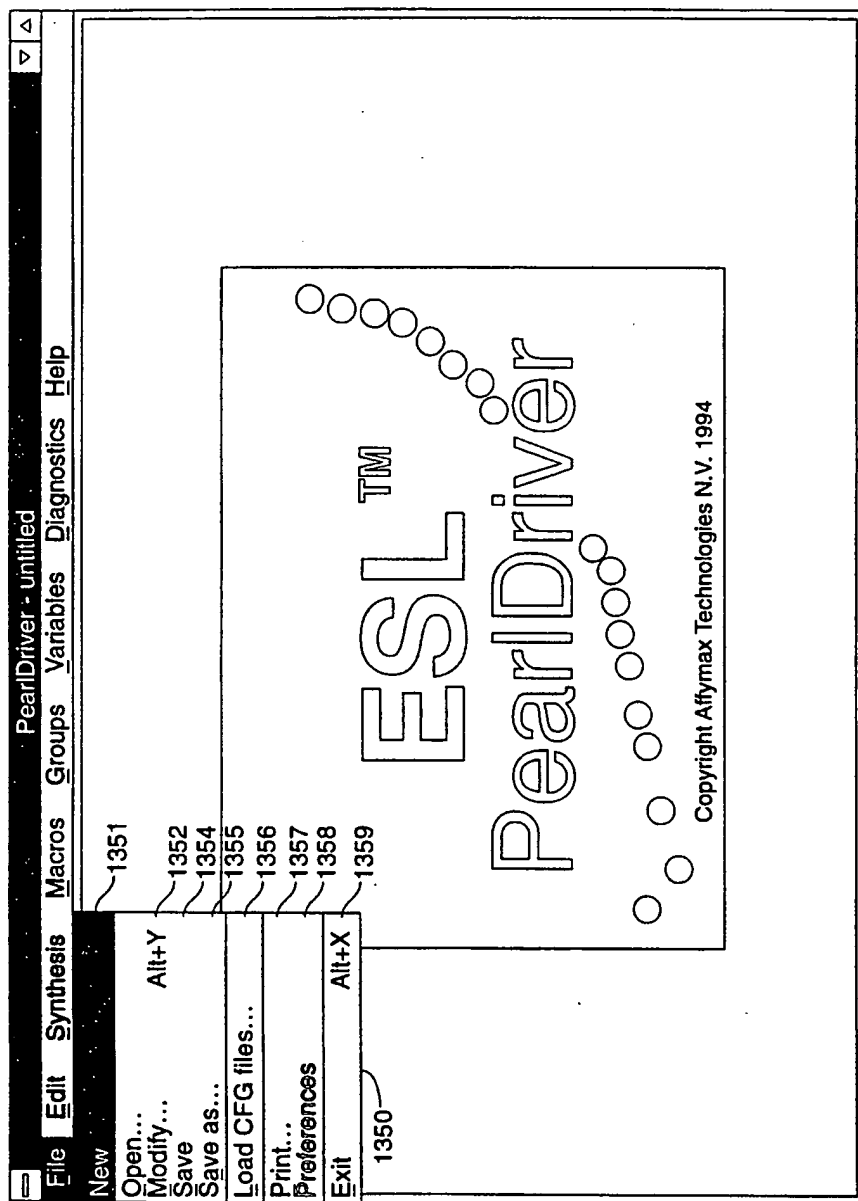 PearlDriver - untitled
File Edit Synthesis Macros Groups Variables Diagnostics Help
New
Open...
Modify... Alt+Y
Save
Save as...
Load CFG files...
Print...
Preferences
Exit Alt+X
1351
1352
1354
1355
1356
1357
1358
1359
1350
ESL™
PearlDriver
Copyright Affymax Technologies N.V. 1994